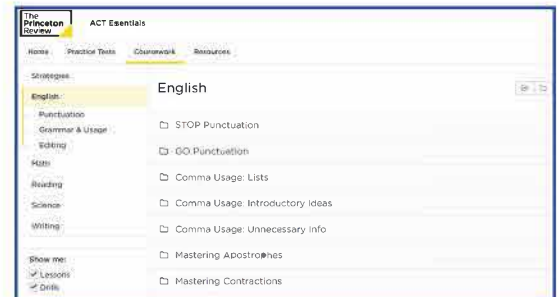 The
Princeton
Review
ACT Essentials
Home Practice Tests Coursework Resources
Strategies
English
Punctuation
Grammar & Usage
Editing
Math
Reading
Science
Writing
Show me:
Lessons
Drills
English
STOP Punctuation
GO Punctuation
Comma Usage: Lists
Comma Usage: Introductory Ideas
Comma Usage: Unnecessary Info
Mastering Apostrophes
Mastering Contractions